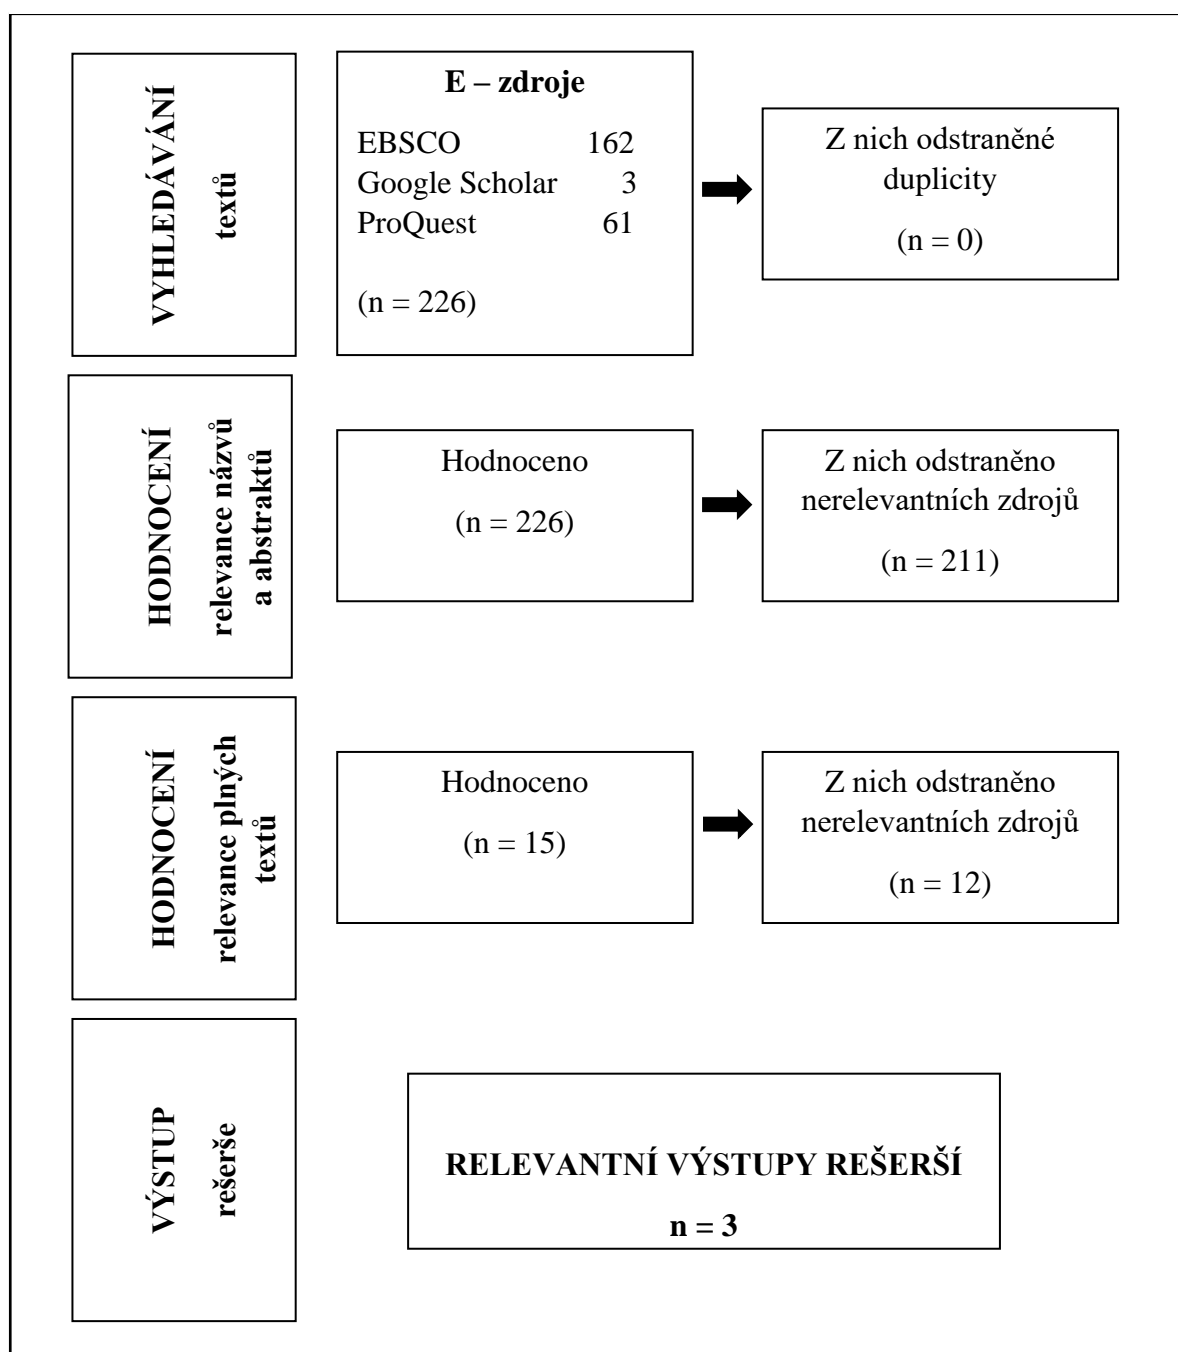 VYHLEDÁVÁNÍ
textů
E – zdroje
EBSCO 162
Google Scholar 3
ProQuest 61
(n = 226)
Z nich odstraněné
duplicity
(n = 0)
HODNOCENÍ
relevance názvů
a abstraktů
Hodnoceno
(n = 226)
Z nich odstraněno
nerelevantních zdrojů
(n = 211)
HODNOCENÍ
relevance plných
textů
Hodnoceno
(n = 15)
Z nich odstraněno
nerelevantních zdrojů
(n = 12)
VÝSTUP
rešerše
RELEVANTNÍ VÝSTUPY REŠERŠÍ
n = 3